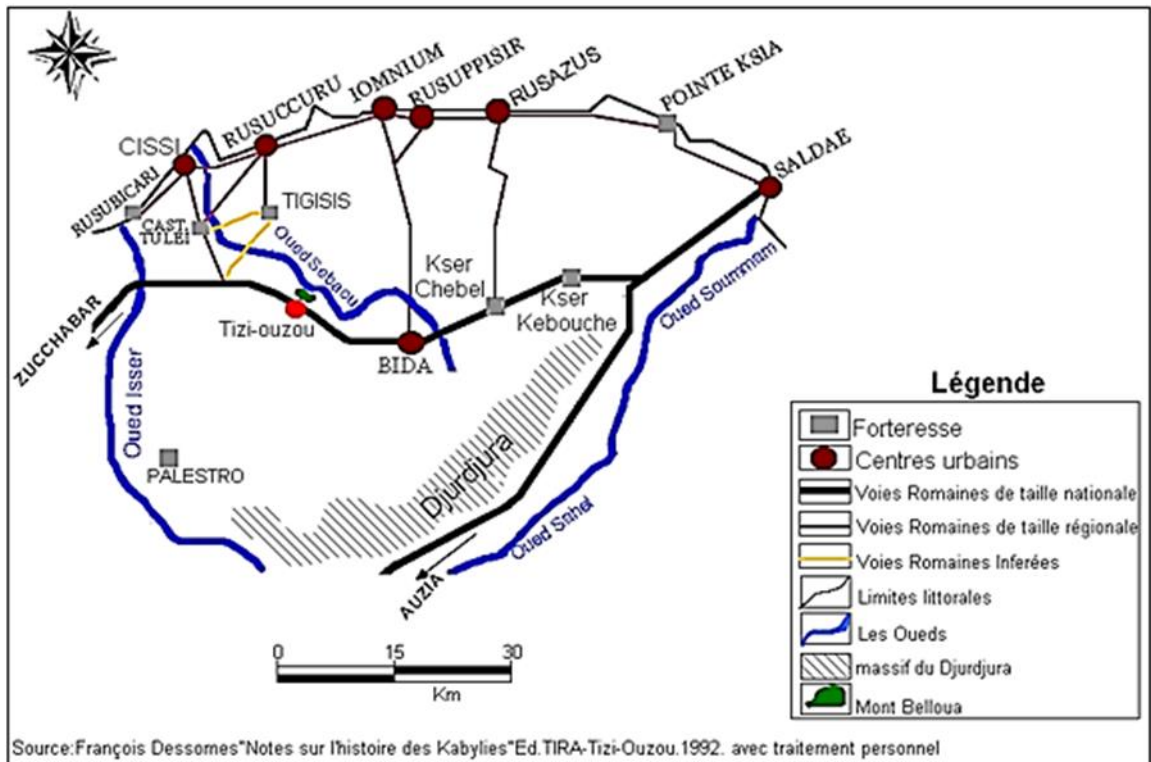 IOMNIUM
RUSUPPISIR
RUSUCCURU
RUSAZUS
POINTE KSIA
CISSI
SALDAE
RUSUBICARI
TIGISIS
CAST.
TULEI
Oued Sebaou
Kser
Chebel
Kser
Kebouche
Oued Soummam
Tizi-ouzou
ZUCCHABAR
BIDA
Oued Isser
PALESTRO
Djurdjura
Oued Sahel
AUZIA
0 15 30
Km
Légende
Forteresse
Centres urbains
Voies Romaines de taille nationale
Voies Romaines de taille régionale
Voies Romaines Inferées
Limites littorales
Les Oueds
massif du Djurdjura
Mont Belloua
Source:François Dessomes"Notes sur l'histoire des Kabylies"Ed.TIRA-Tizi-Ouzou.1992. avec traitement personnel